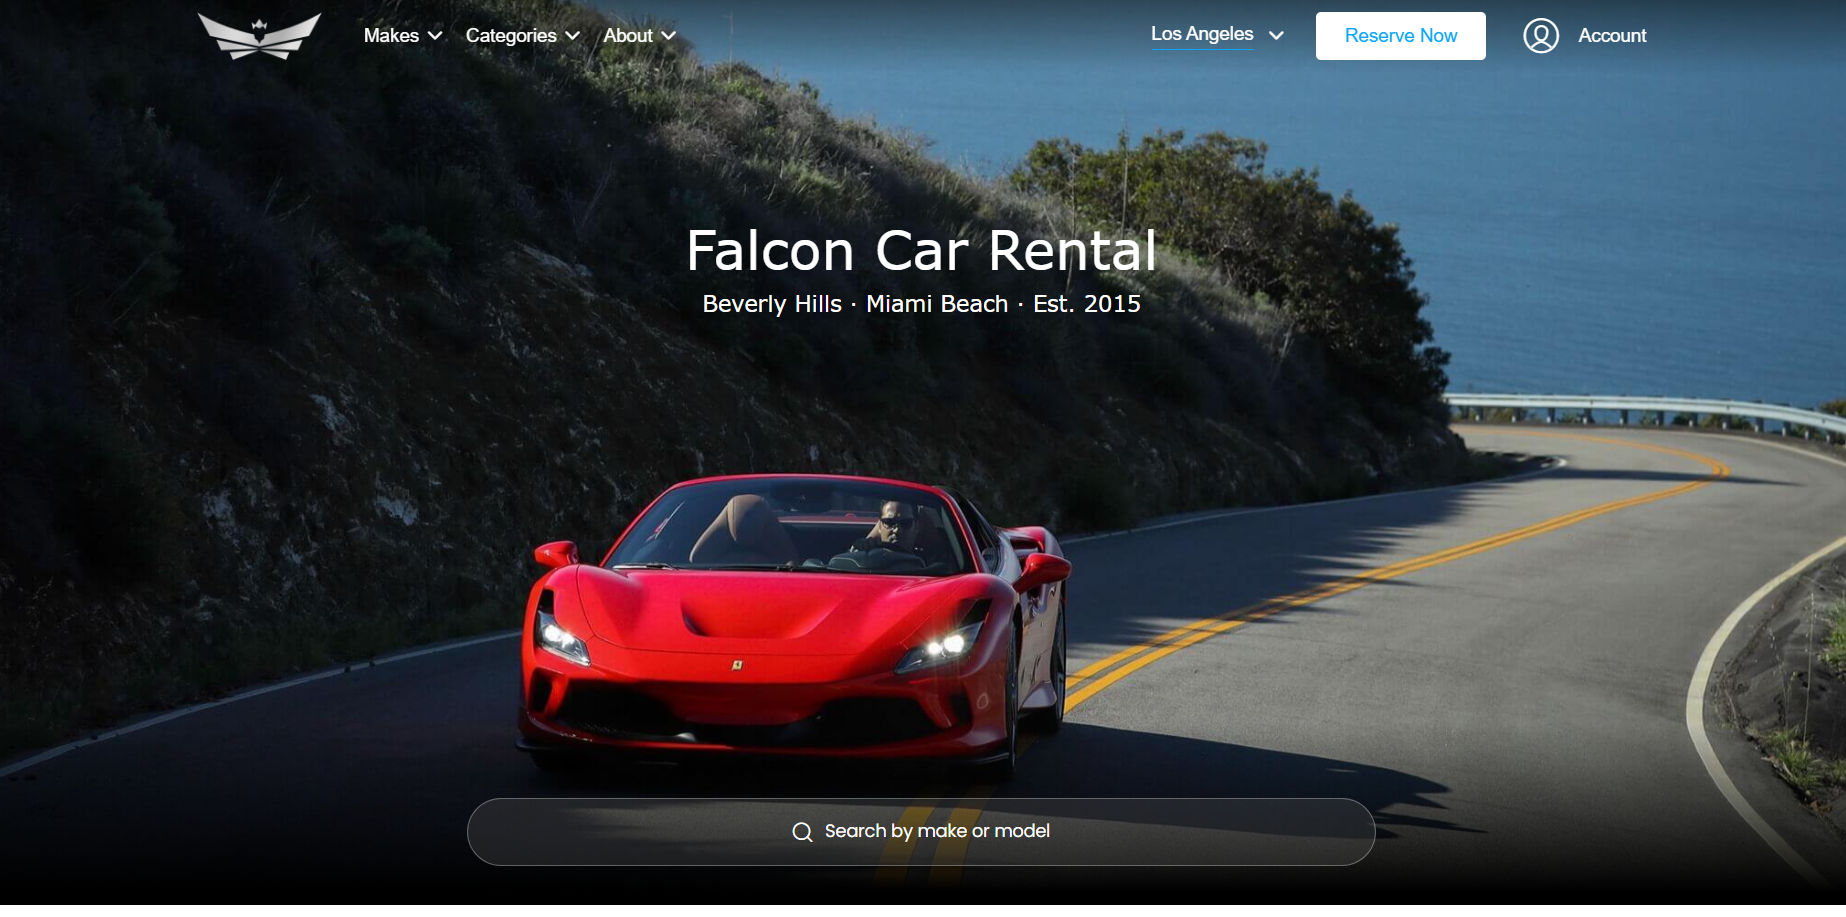 Makes
Categories
About
Los Angeles
Reserve Now
Account
Falcon Car Rental
Beverly Hills · Miami Beach · Est. 2015
Search by make or model